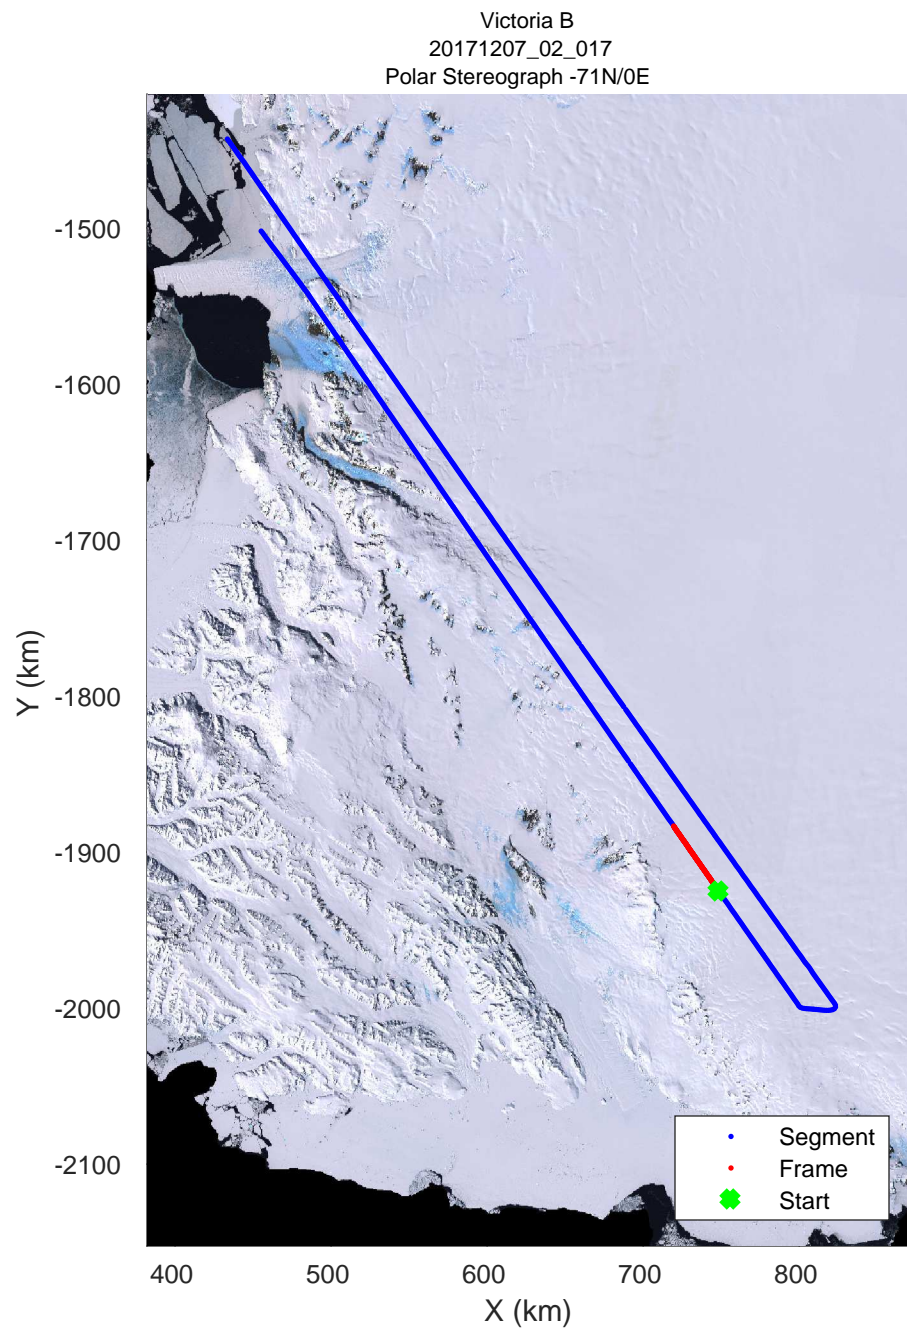 Victoria B
20171207_02_017
Polar Stereograph -71N/0E
-1500
-1600
-1700
-1800
-1900
-2000
-2100
Y (km)
400
500
600
700
800
X (km)
Segment
Frame
Start